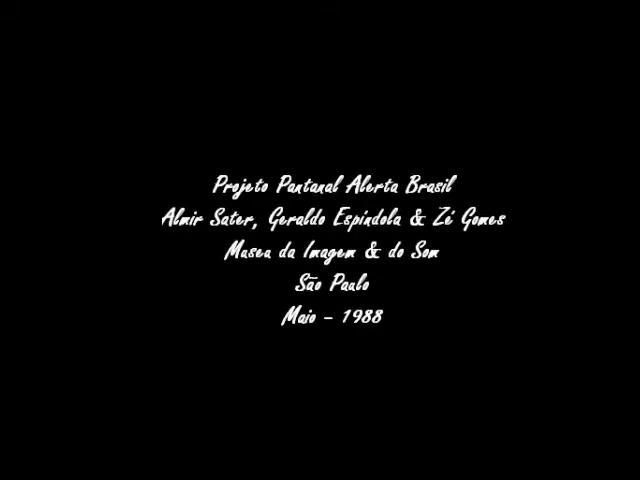 Projeto Pantanal Alerta Brasil
Almir Sater, Geraldo Espíndola & Zé Gomes
Museu da Imagem & do Som
São Paulo
Maio - 1988